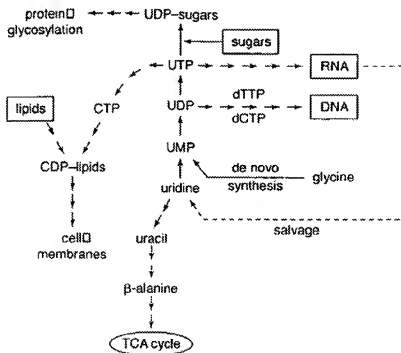 protein□ UDP–sugars
glycosylation
sugars
UTP
RNA
lipids
CTP
dTTP
UDP
DNA
dCTP
UMP
CDP–lipids
de novo
synthesis
glycine
uridine
cell□
membranes
uracil
salvage
β-alanine
TCA cycle